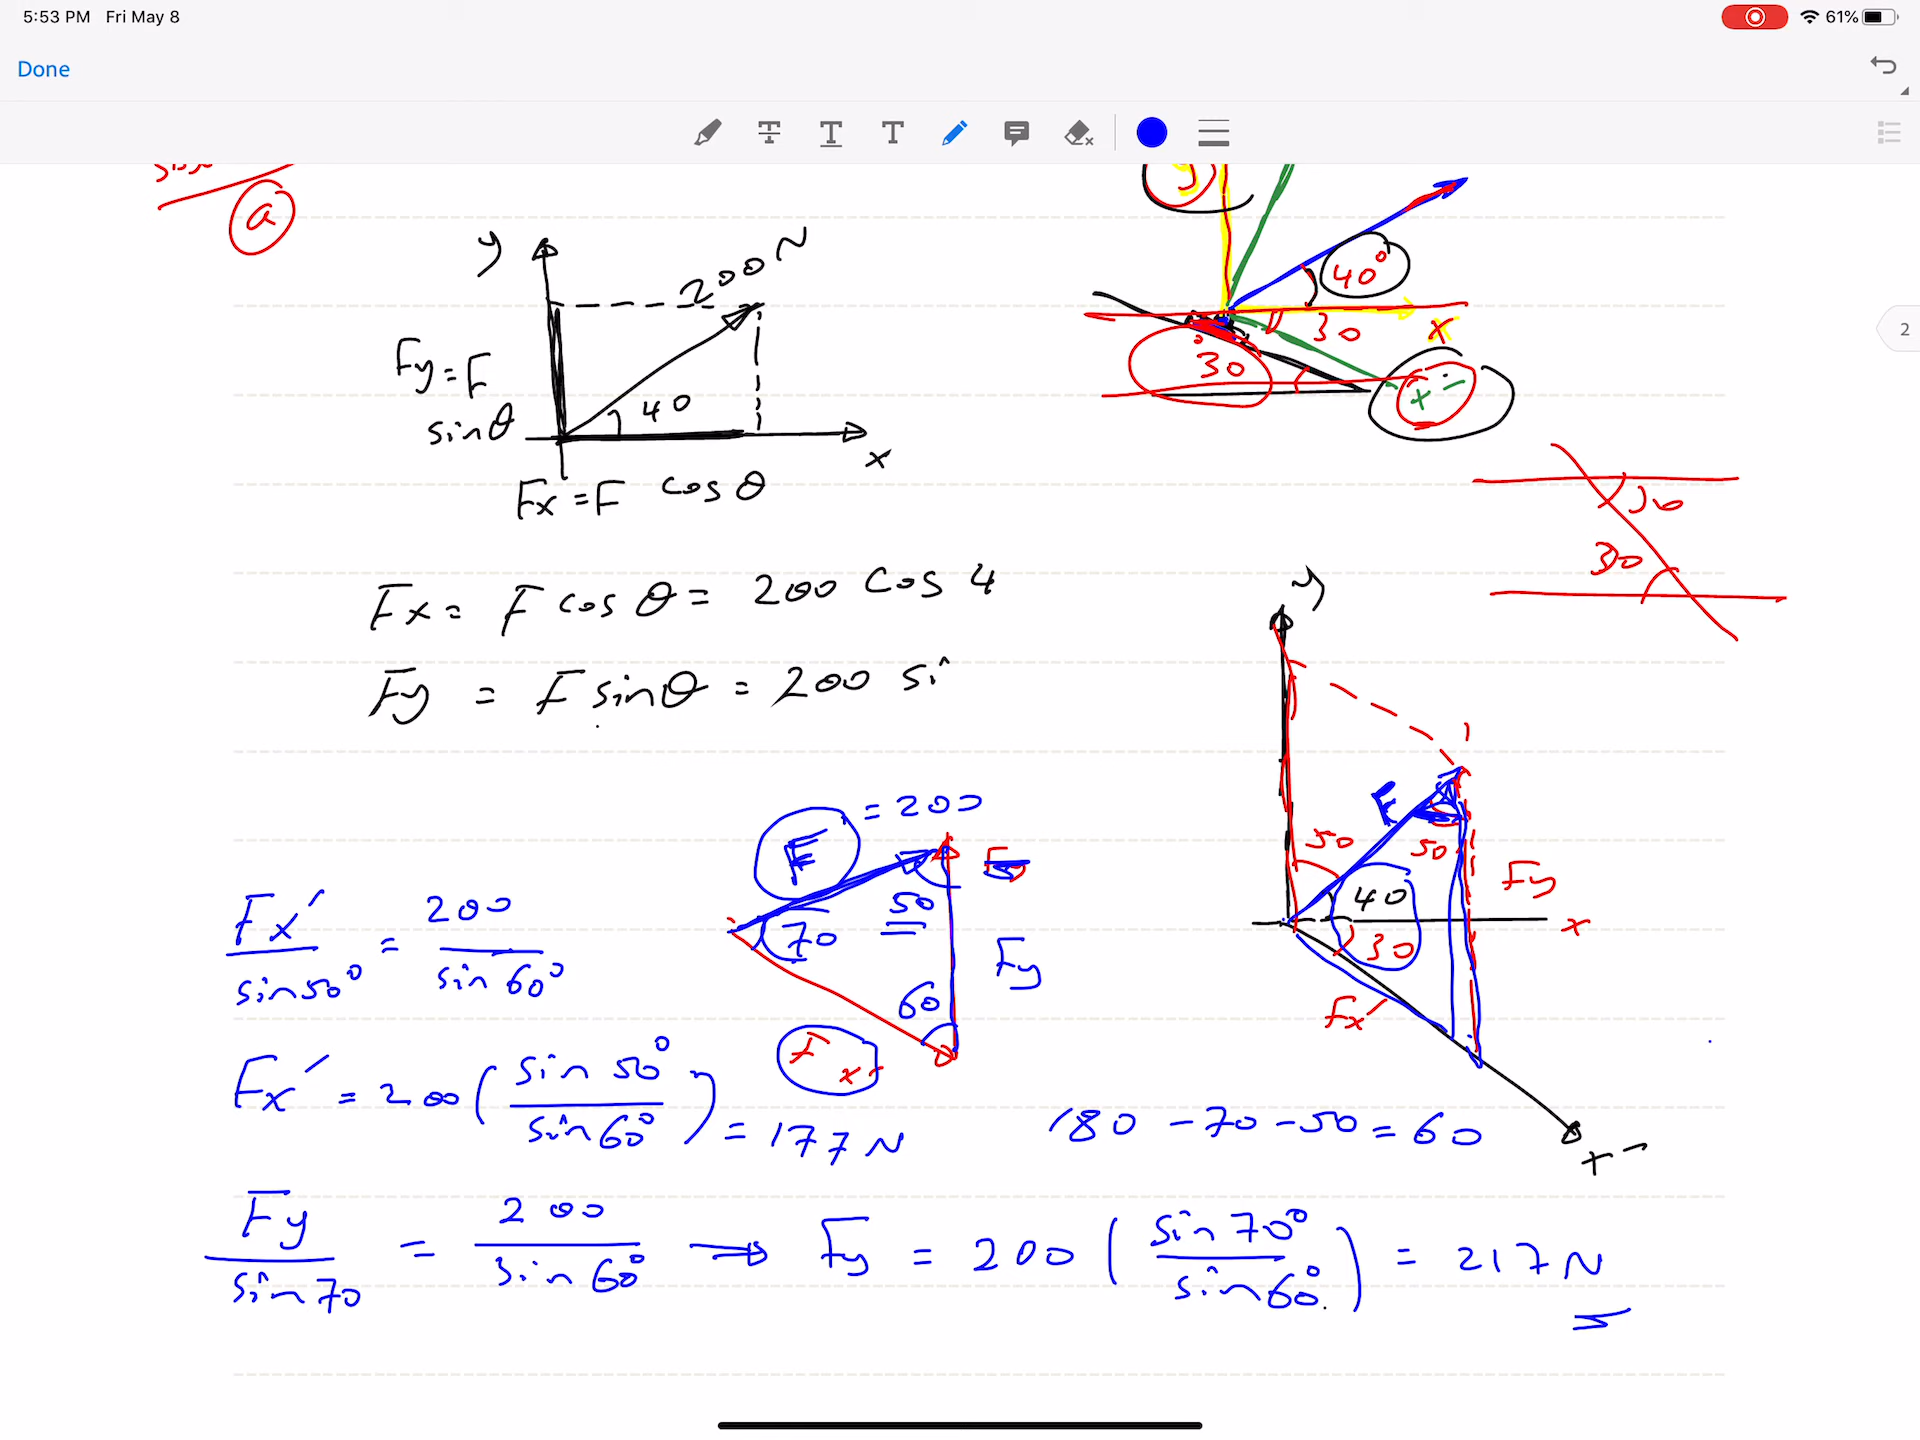 5:53 PM Fri May 8
61%
Done
T T T
2
a
y
200 N
Fy = F
sinθ
40
x
Fx = F cos θ
y
40°
30
x
30
x
30
30
Fx = F cos θ = 200 cos 4
Fy = F sinθ = 200 si
y
F = 200
70
50
60
Fy
Fx'
F
50
50
40
30
Fy
x
Fx'
x'
Fx' / sin50° = 200 / sin 60°
Fx' = 200 ( sin 50° / sin 60° ) = 177 N
180 - 70 - 50 = 60
Fy / sin 70 = 200 / sin 60° → Fy = 200 ( sin 70° / sin 60° ) = 217 N